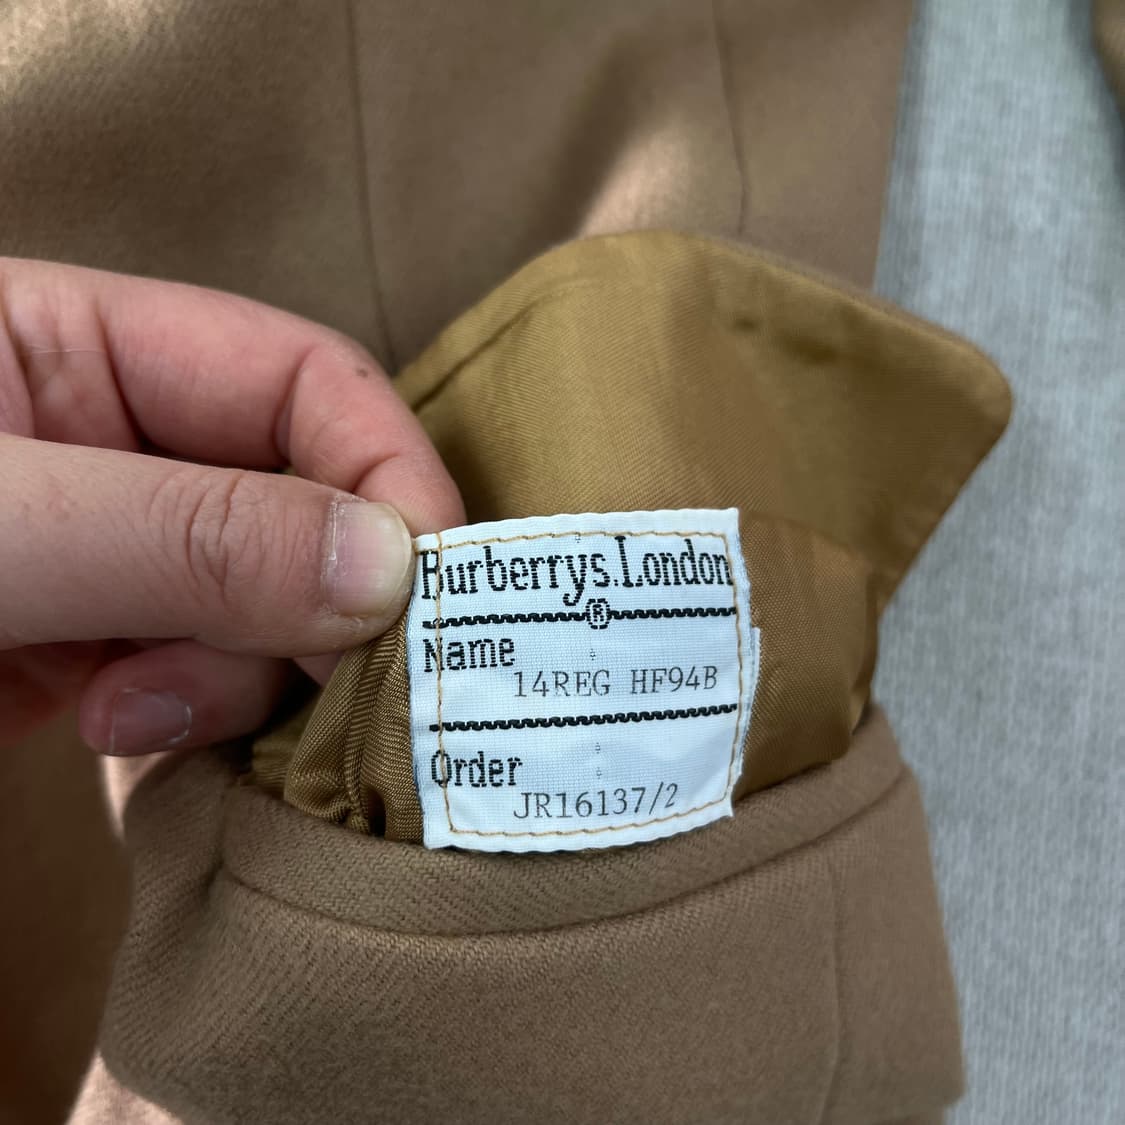 Burberrys.London
®
Name
14REG HF94B
Order
JR16137/2